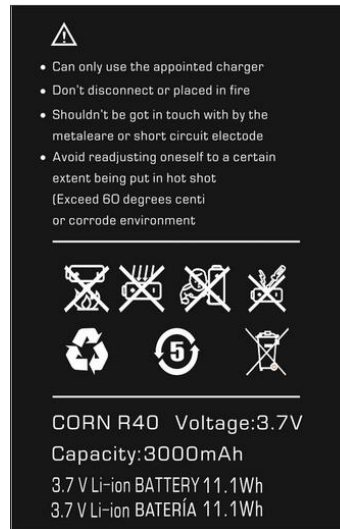 • Can only use the appointed charger
• Don't disconnect or placed in fire
• Shouldn't be got in touch with by the
metaleare or short circuit electode
• Avoid readjusting oneself to a certain
extent being put in hot shot
(Exceed 60 degrees centi
or corrode environment
5
CORN R40 Voltage:3.7V
Capacity:3000mAh
3.7 V Li-ion BATTERY 11.1Wh
3.7 V Li-ion BATERÍA 11.1Wh